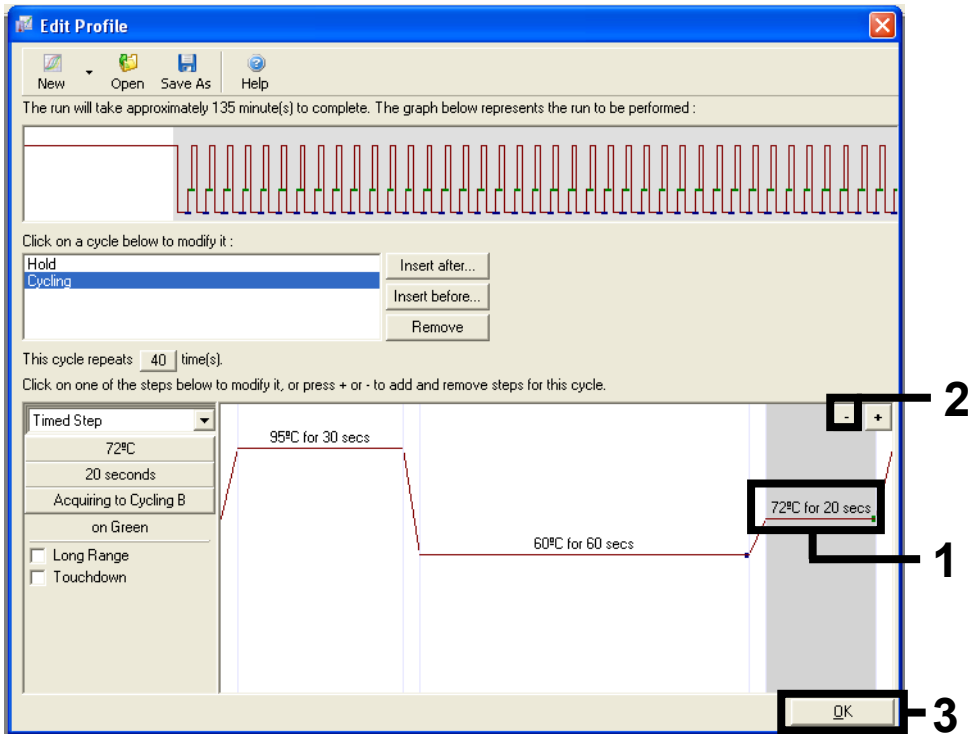 Edit Profile
New Open Save As Help
The run will take approximately 135 minute(s) to complete. The graph below represents the run to be performed :
Click on a cycle below to modify it :
Hold
Cycling
Insert after...
Insert before...
Remove
This cycle repeats 40 time(s).
Click on one of the steps below to modify it, or press + or - to add and remove steps for this cycle.
Timed Step
72ºC
20 seconds
Acquiring to Cycling B
on Green
Long Range
Touchdown
95ºC for 30 secs
60ºC for 60 secs
72ºC for 20 secs
- +
2
1
OK
3